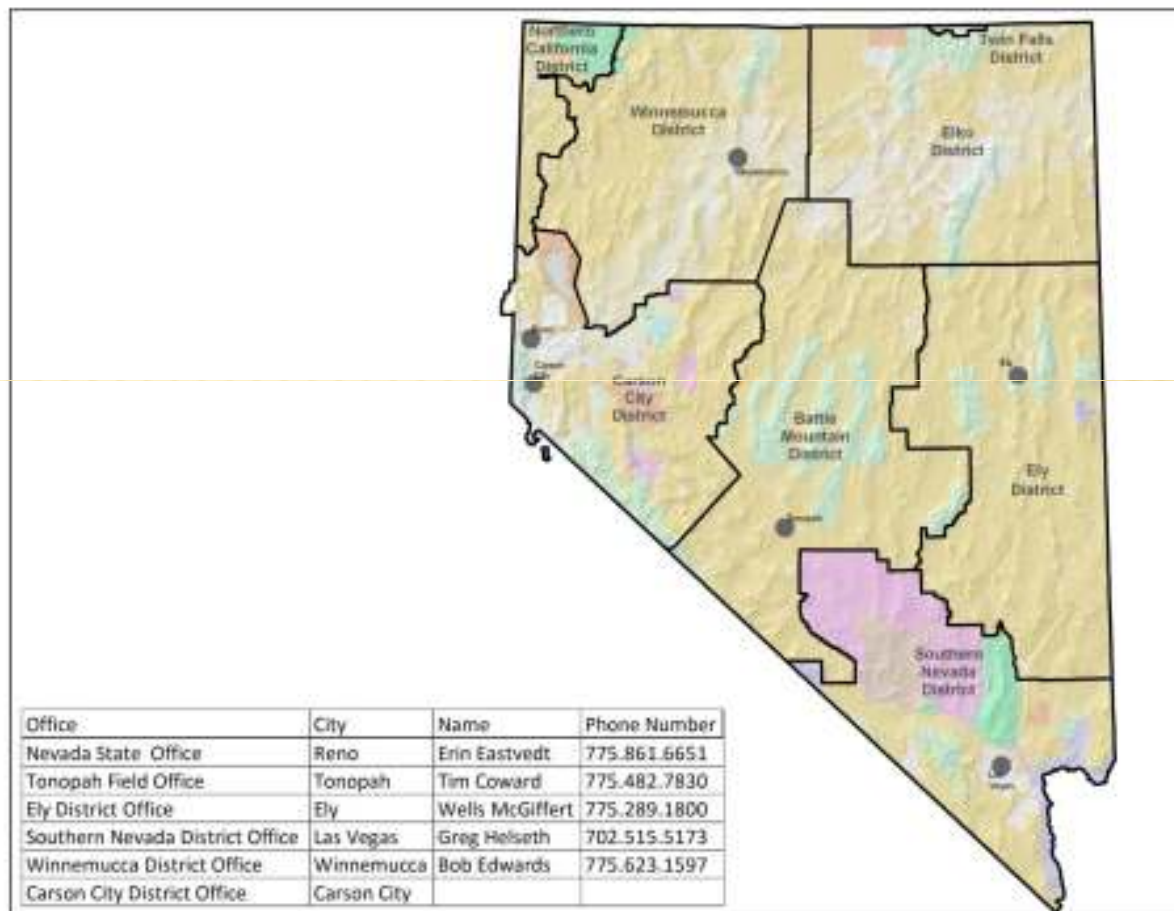 Northern
California
District
Twin Falls
District
Winnemucca
District
Elko
District
Carson
City
Carson
City
District
Ely
Battle
Mountain
District
Ely
District
Tonopah
Southern
Nevada
District
Office City Name Phone Number
Nevada State Office Reno Erin Eastvedt 775.861.6651
Tonopah Field Office Tonopah Tim Coward 775.482.7830
Ely District Office Ely Wells McGiffert 775.289.1800
Southern Nevada District Office Las Vegas Greg Helseth 702.515.5173
Winnemucca District Office Winnemucca Bob Edwards 775.623.1597
Carson City District Office Carson City